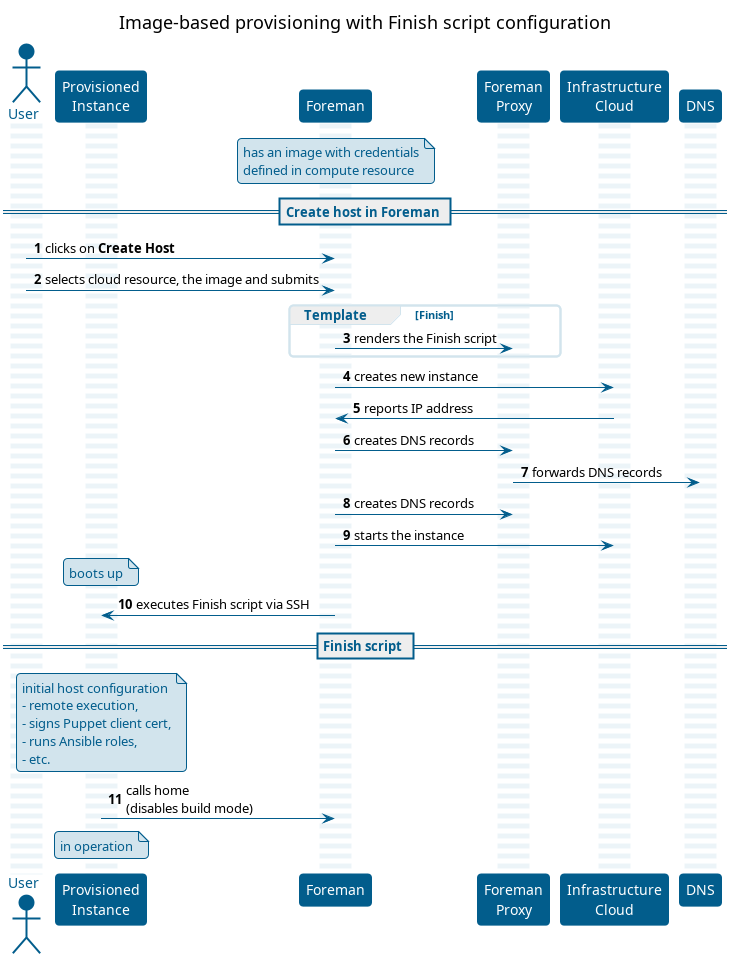 Image-based provisioning with Finish script configuration
User
Provisioned
Instance
Foreman
Foreman
Proxy
Infrastructure
Cloud
DNS
has an image with credentials
defined in compute resource
Create host in Foreman
1 clicks on Create Host
2 selects cloud resource, the image and submits
Template [Finish]
3 renders the Finish script
4 creates new instance
5 reports IP address
6 creates DNS records
7 forwards DNS records
8 creates DNS records
9 starts the instance
boots up
10 executes Finish script via SSH
Finish script
initial host configuration
- remote execution,
- signs Puppet client cert,
- runs Ansible roles,
- etc.
11 calls home
(disables build mode)
in operation
User
Provisioned
Instance
Foreman
Foreman
Proxy
Infrastructure
Cloud
DNS